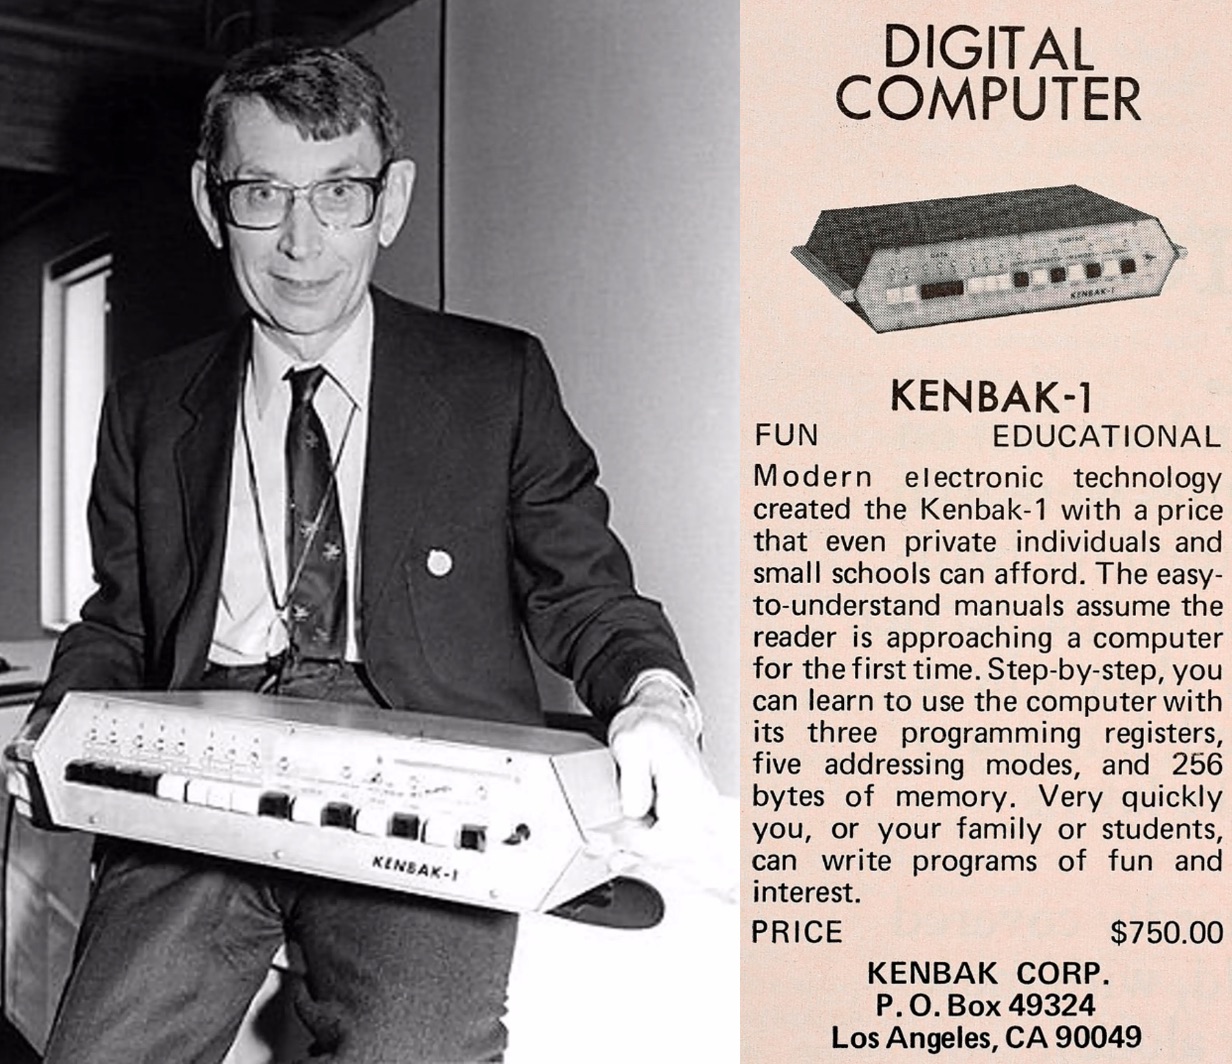 KENBAK-1
DIGITAL
COMPUTER
DATA
CONTROL
KENBAK-1
KENBAK-1
FUN EDUCATIONAL
Modern electronic technology
created the Kenbak-1 with a price
that even private individuals and
small schools can afford. The easy-
to-understand manuals assume the
reader is approaching a computer
for the first time. Step-by-step, you
can learn to use the computer with
its three programming registers,
five addressing modes, and 256
bytes of memory. Very quickly
you, or your family or students,
can write programs of fun and
interest.
PRICE $750.00
KENBAK CORP.
P. O. Box 49324
Los Angeles, CA 90049